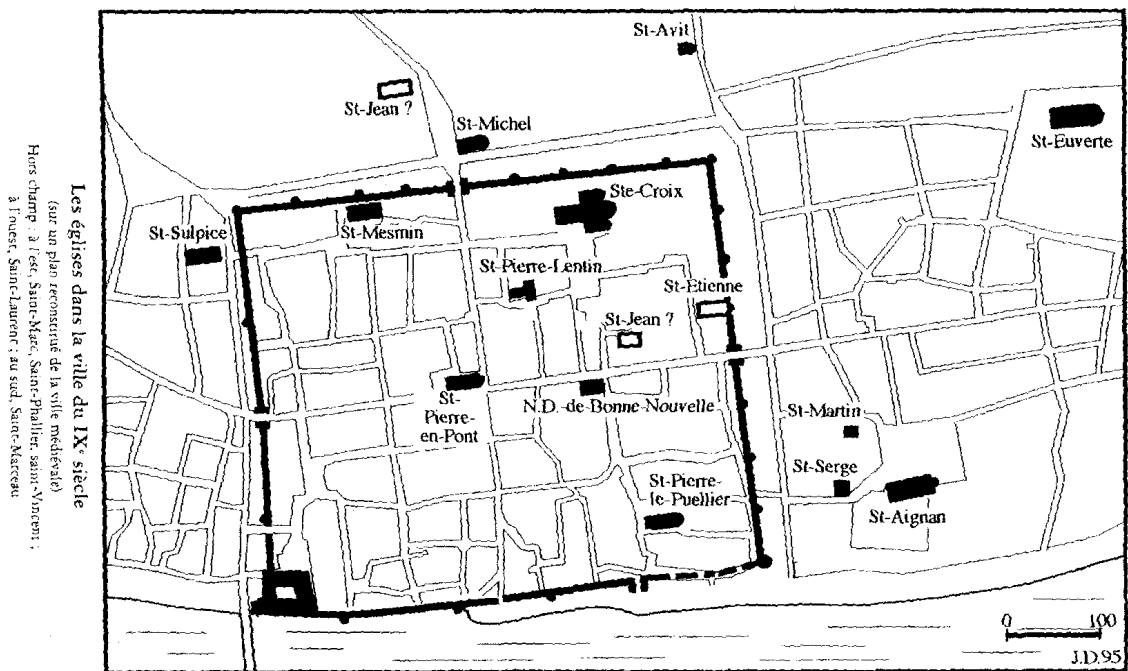 St-Avit
St-Jean ?
St-Michel
St-Euverte
Ste-Croix
St-Sulpice
St-Mesmin
St-Pierre-Lentin
St-Etienne
St-Jean ?
St-
Pierre-
en-Pont
N.D.-de-Bonne-Nouvelle
St-Martin
St-Serge
St-Pierre-
le-Puellier
St-Aignan
0 100
J.D.95
Les églises dans la ville du IXe siècle
(sur un plan reconstitué de la ville médiévale)
Hors champ : à l'est, Saint-Marc, Saint-Phallier, saint-Vincent ;
à l'ouest, Saint-Laurent ; au sud, Saint-Marceau